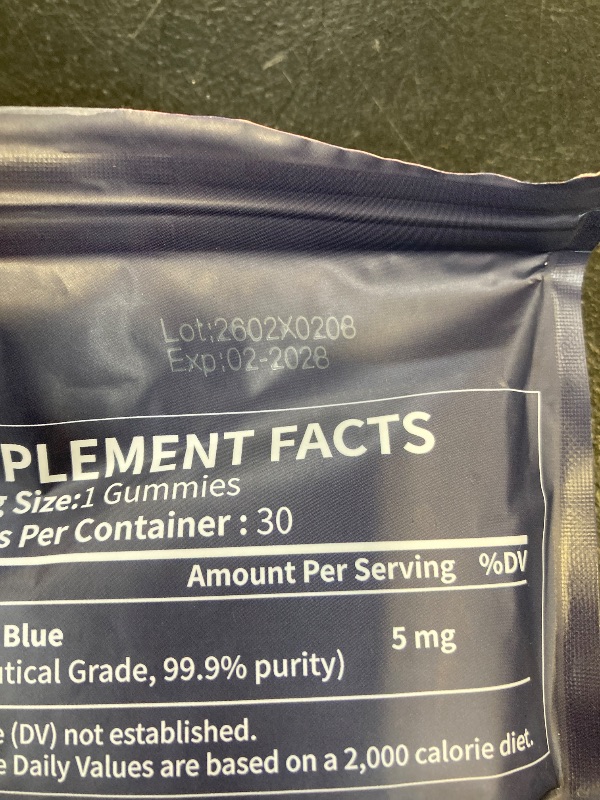 Lot:2602X0208
Exp:02-2028
PLEMENT FACTS
Size:1 Gummies
s Per Container : 30
Amount Per Serving %DV
Blue 5 mg
utical Grade, 99.9% purity)
e (DV) not established.
e Daily Values are based on a 2,000 calorie diet.